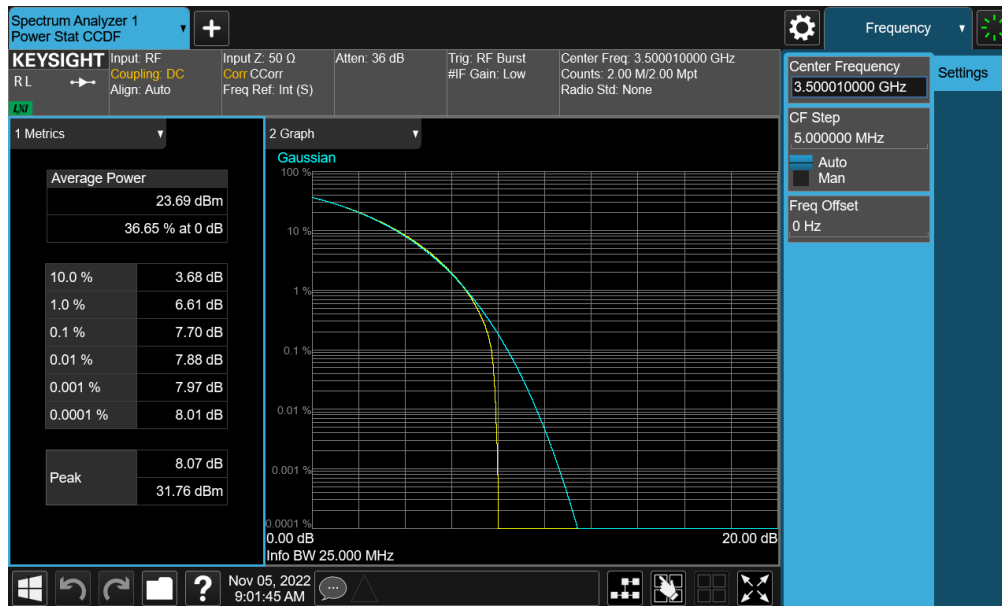 Spectrum Analyzer 1
Power Stat CCDF
Frequency
KEYSIGHT
R L
LXI
Input: RF
Coupling: DC
Align: Auto
Input Z: 50 Ω
Corr CCorr
Freq Ref: Int (S)
Atten: 36 dB
Trig: RF Burst
#IF Gain: Low
Center Freq: 3.500010000 GHz
Counts: 2.00 M/2.00 Mpt
Radio Std: None
Center Frequency
3.500010000 GHz
Settings
CF Step
5.000000 MHz
Auto
Man
Freq Offset
0 Hz
1 Metrics
Average Power
23.69 dBm
36.65 % at 0 dB
10.0 % 3.68 dB
1.0 % 6.61 dB
0.1 % 7.70 dB
0.01 % 7.88 dB
0.001 % 7.97 dB
0.0001 % 8.01 dB
Peak 8.07 dB
31.76 dBm
2 Graph
Gaussian
100 %
10 %
1 %
0.1 %
0.01 %
0.001 %
0.0001 %
0.00 dB 20.00 dB
Info BW 25.000 MHz
?
Nov 05, 2022
9:01:45 AM